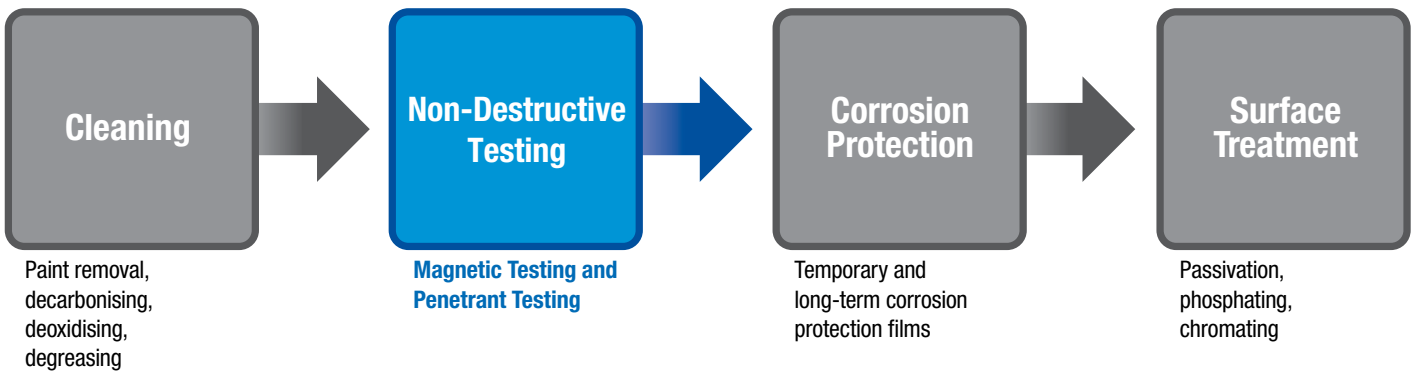 Cleaning
Non-Destructive
Testing
Corrosion
Protection
Surface
Treatment
Paint removal,
decarbonising,
deoxidising,
degreasing
Magnetic Testing and
Penetrant Testing
Temporary and
long-term corrosion
protection films
Passivation,
phosphating,
chromating